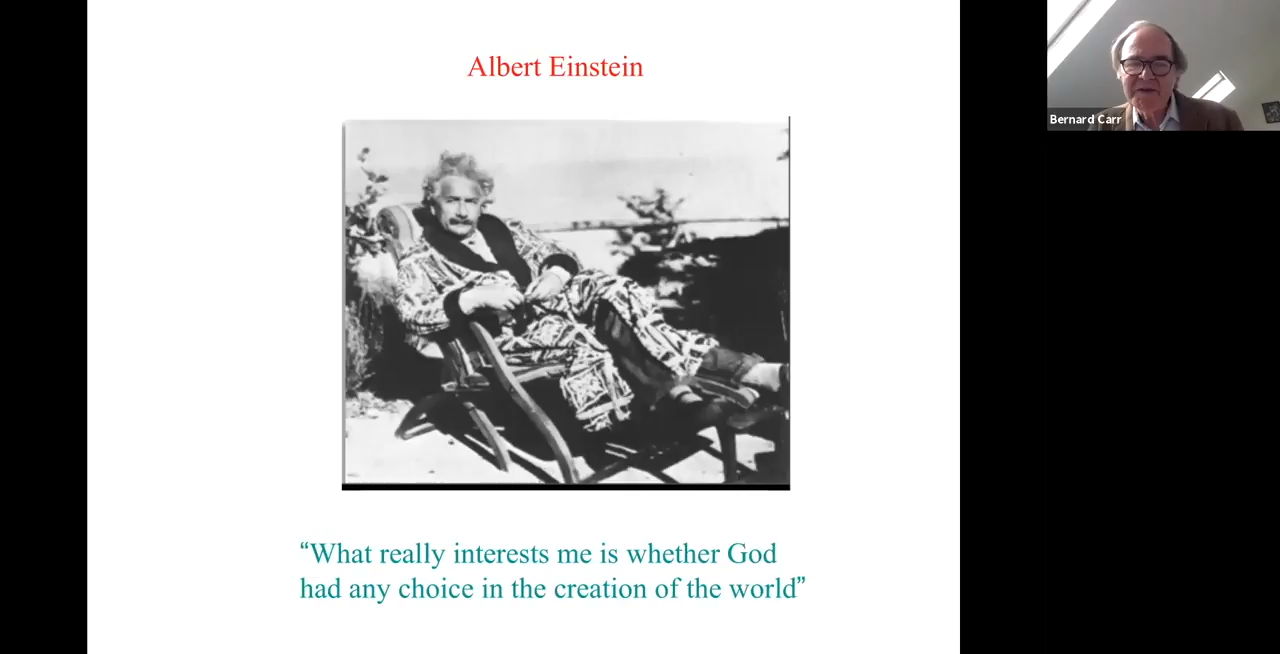 Albert Einstein
“What really interests me is whether God
had any choice in the creation of the world”
Bernard Carr